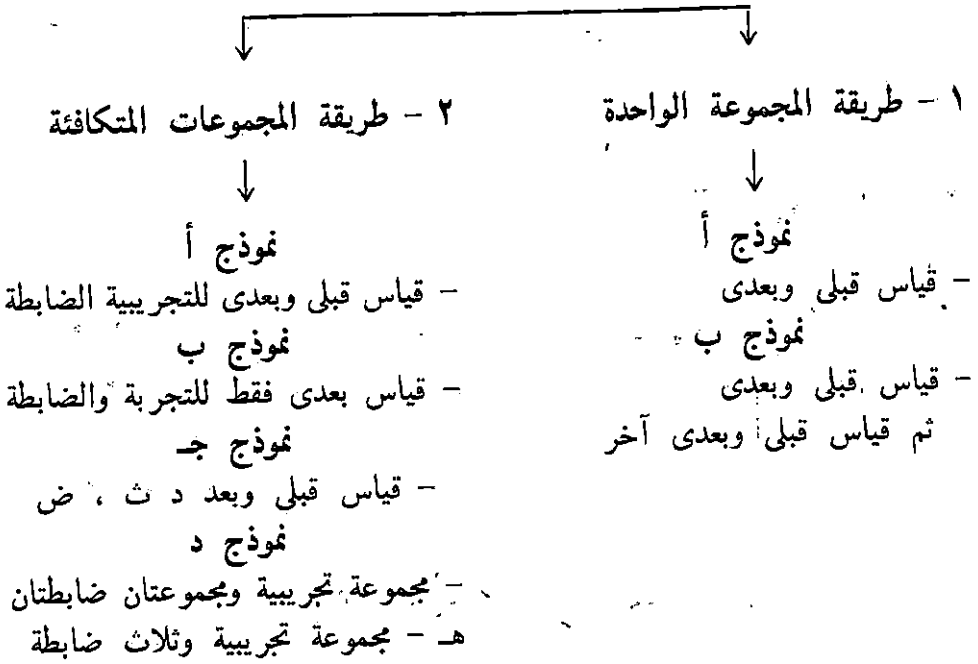 ١ - طريقة المجموعة الواحدة
نموذج أ
- قياس قبلى وبعدى
نموذج ب
- قياس قبلى وبعدى
ثم قياس قبلى وبعدى آخر
٢ - طريقة المجموعات المتكافئة
نموذج أ
- قياس قبلى وبعدى للتجريبية الضابطة
نموذج ب
- قياس بعدى فقط للتجربة والضابطة
نموذج جـ
- قياس قبلى وبعد د ث ، ض
نموذج د
- مجموعة تجريبية ومجموعتان ضابطتان
هـ - مجموعة تجريبية وثلاث ضابطة